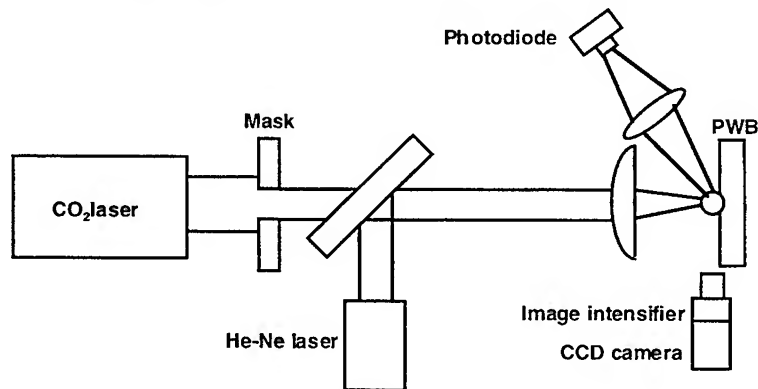 Photodiode
Mask
PWB
CO₂laser
Image intensifier
He-Ne laser
CCD camera